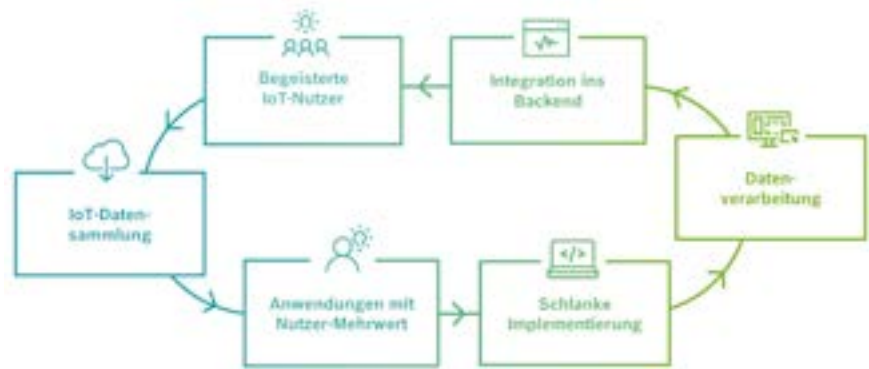 Begeisterte
IoT-Nutzer
Integration ins
Backend
Daten-
verarbeitung
IoT-Daten-
sammlung
Anwendungen mit
Nutzer-Mehrwert
</>
Schlanke
Implementierung